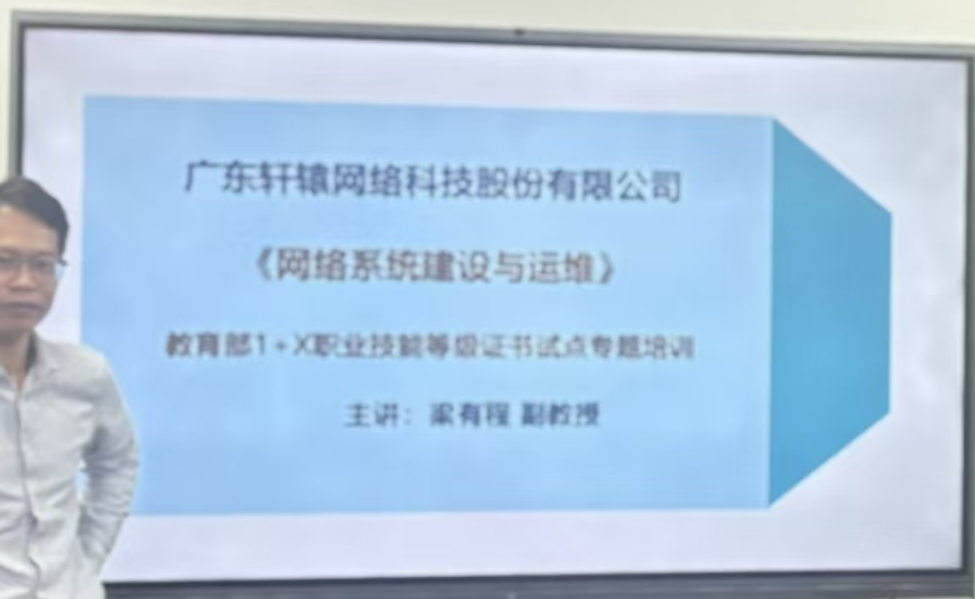 广东轩辕网络科技股份有限公司
《网络系统建设与运维》
教育部1+X职业技能等级证书试点专题培训
主讲：梁有程 副教授